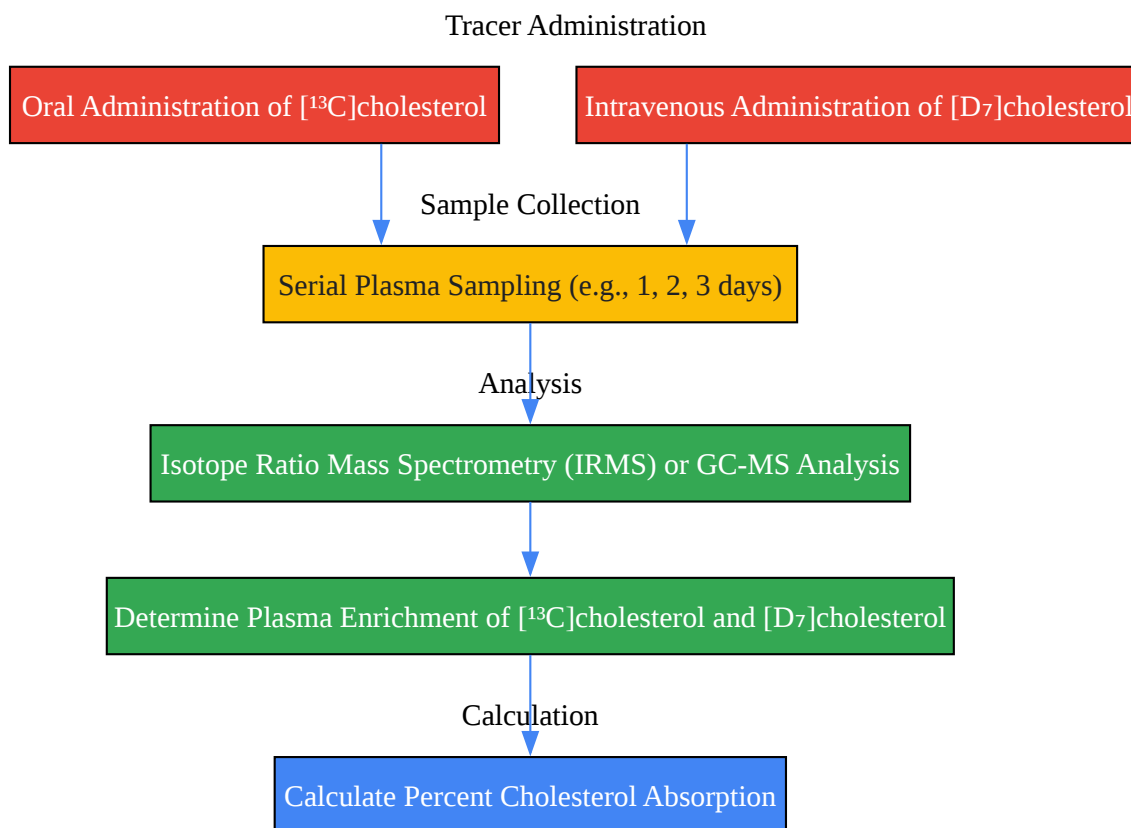 Tracer Administration
Oral Administration of [¹³C]cholesterol
Intravenous Administration of [D₇]cholesterol
Sample Collection
Serial Plasma Sampling (e.g., 1, 2, 3 days)
Analysis
Isotope Ratio Mass Spectrometry (IRMS) or GC-MS Analysis
Determine Plasma Enrichment of [¹³C]cholesterol and [D₇]cholesterol
Calculation
Calculate Percent Cholesterol Absorption